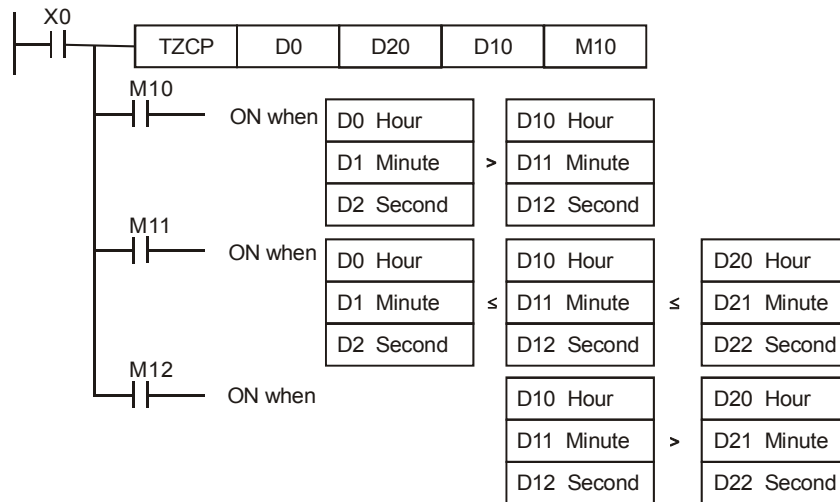 X0
TZCP D0 D20 D10 M10
M10
ON when
D0 Hour D10 Hour
D1 Minute > D11 Minute
D2 Second D12 Second
M11
ON when
D0 Hour D10 Hour D20 Hour
D1 Minute ≤ D11 Minute ≤ D21 Minute
D2 Second D12 Second D22 Second
M12
ON when
D10 Hour D20 Hour
D11 Minute > D21 Minute
D12 Second D22 Second